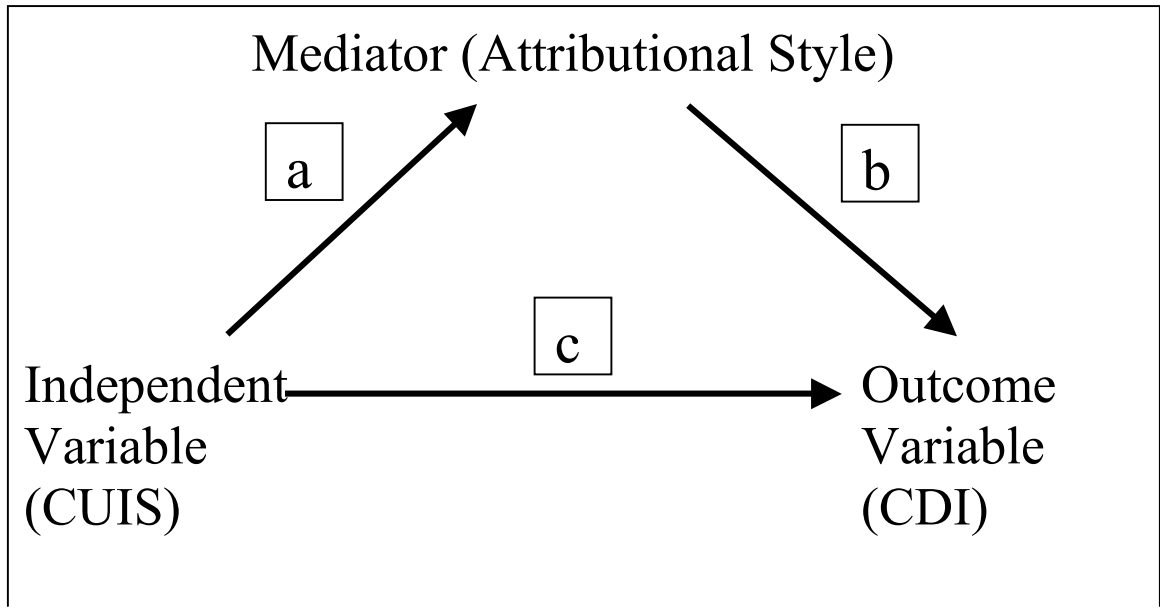 Mediator (Attributional Style)
a
b
c
Independent
Variable
(CUIS)
Outcome
Variable
(CDI)